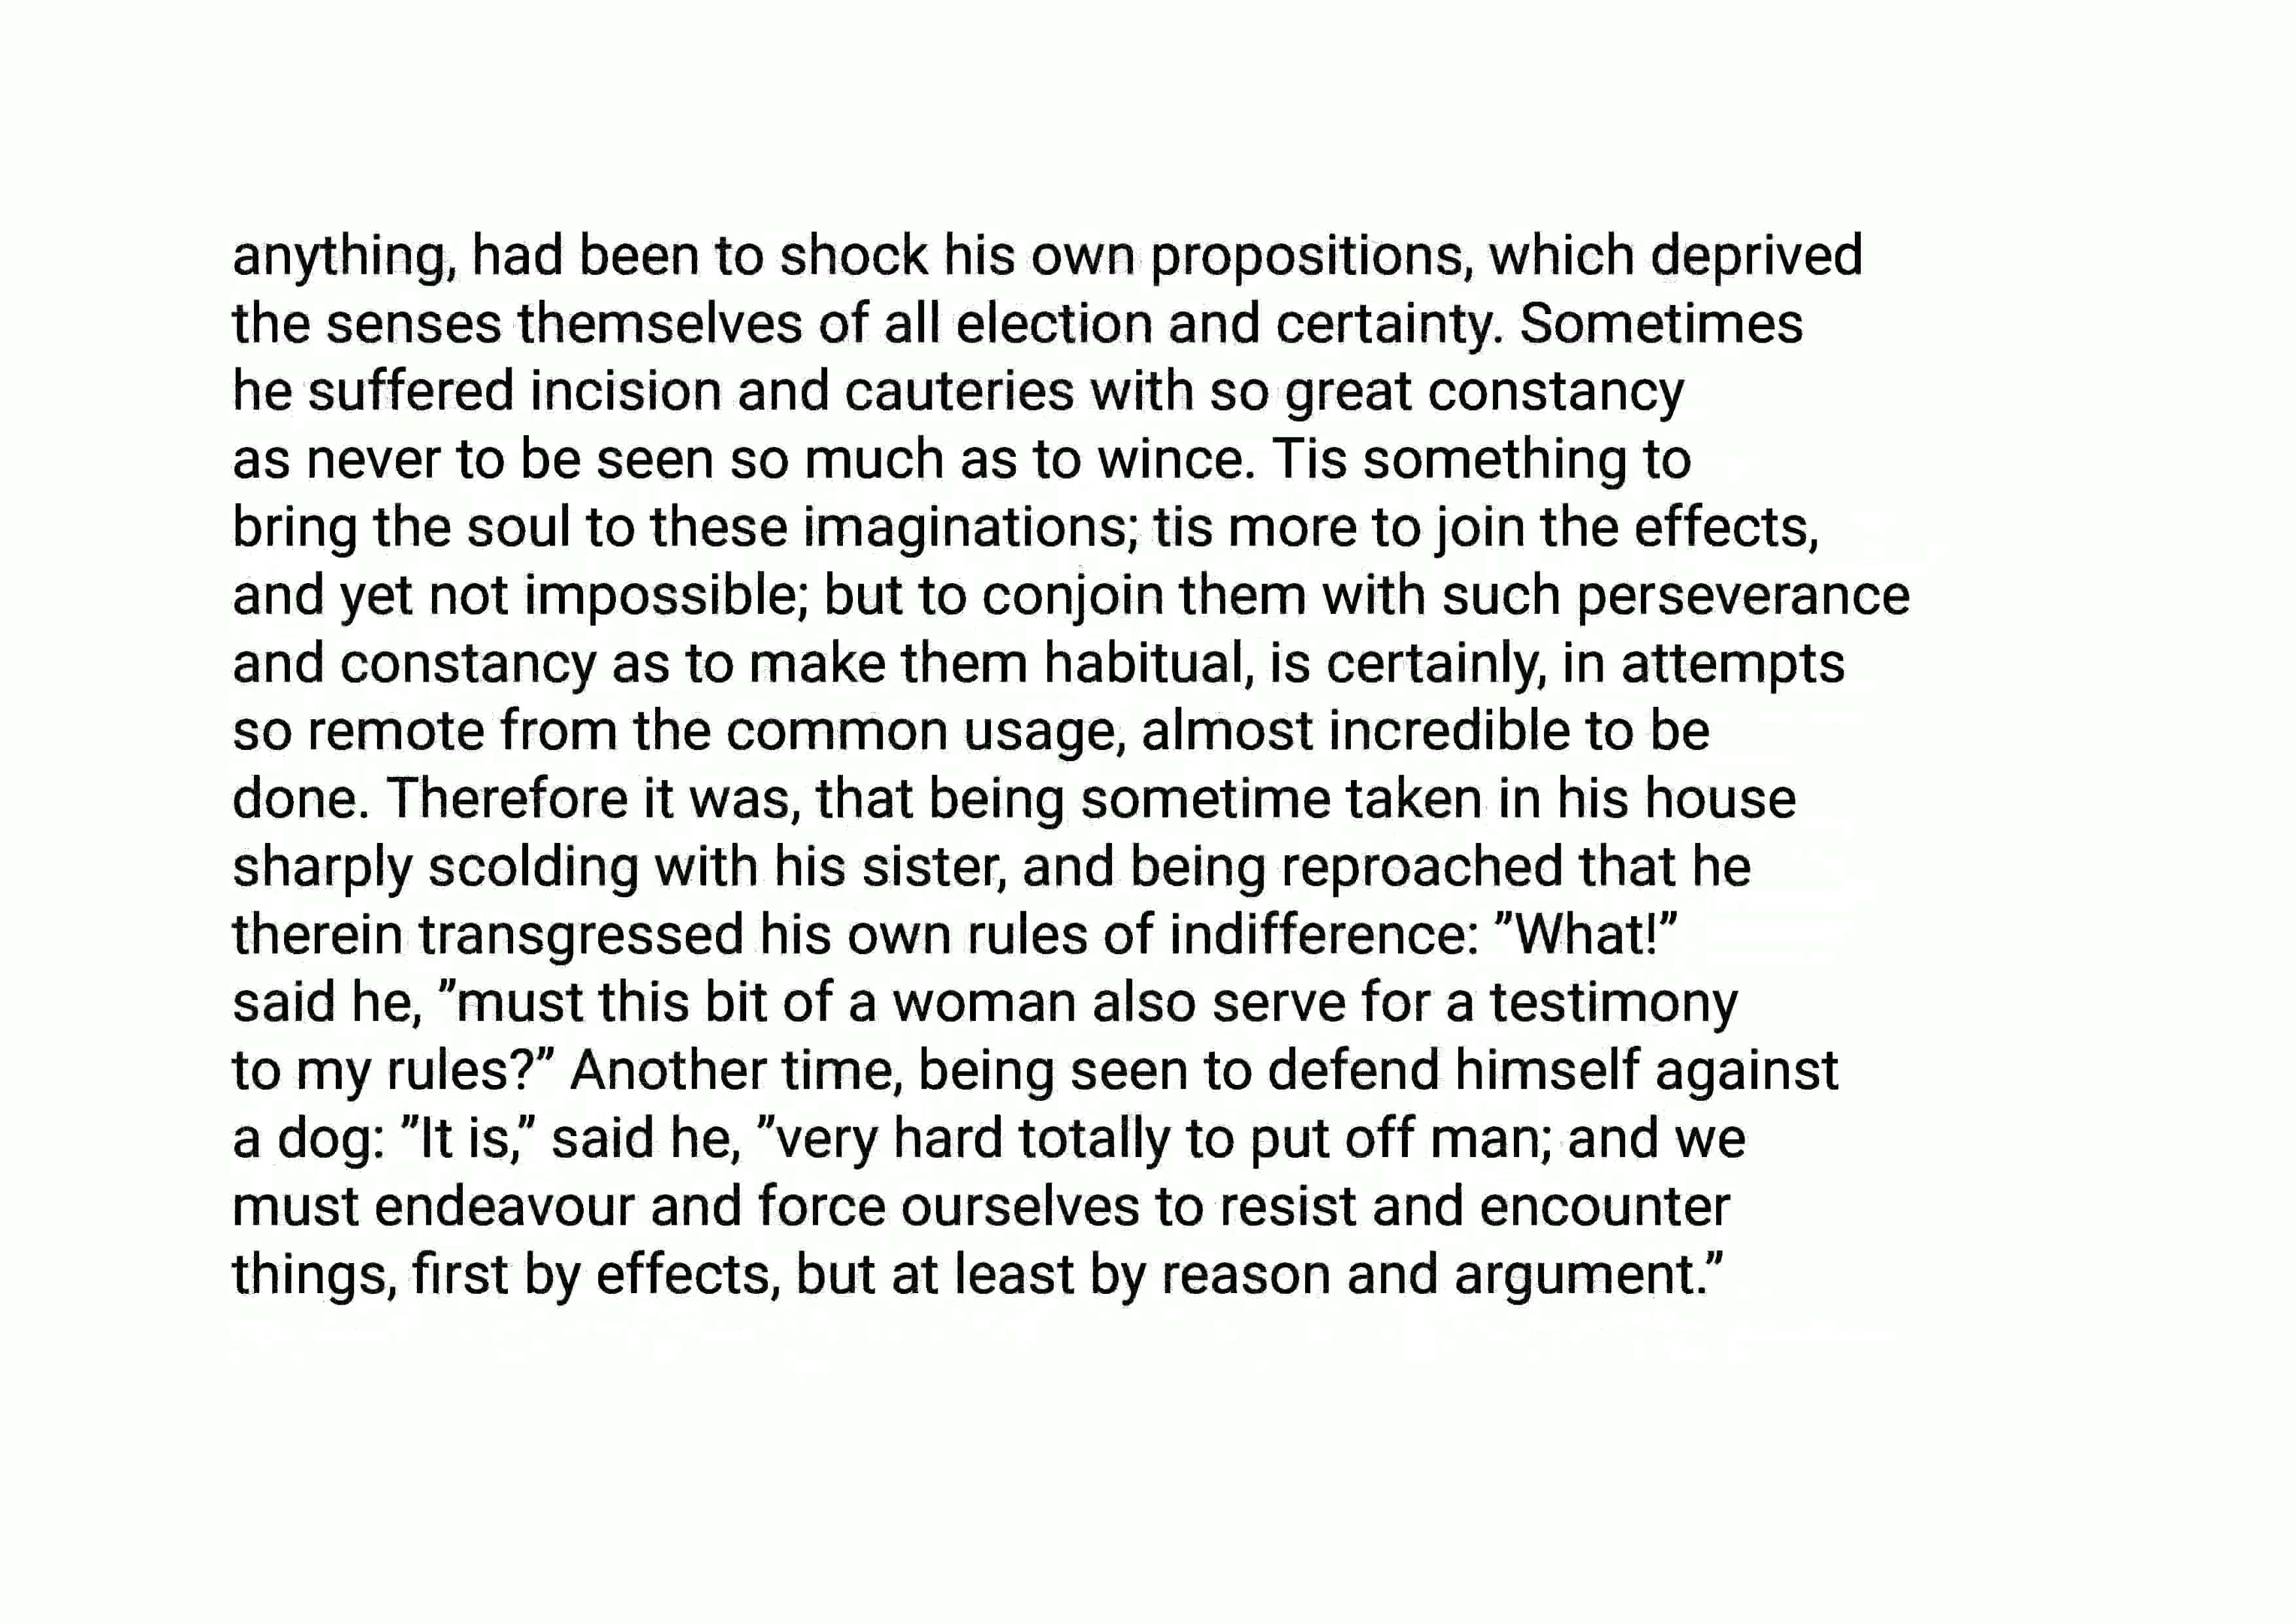 anything, had been to shock his own propositions, which deprived
the senses themselves of all election and certainty. Sometimes
he suffered incision and cauteries with so great constancy
as never to be seen so much as to wince. Tis something to
bring the soul to these imaginations; tis more to join the effects,
and yet not impossible; but to conjoin them with such perseverance
and constancy as to make them habitual, is certainly, in attempts
so remote from the common usage, almost incredible to be
done. Therefore it was, that being sometime taken in his house
sharply scolding with his sister, and being reproached that he
therein transgressed his own rules of indifference: ”What!”
said he, ”must this bit of a woman also serve for a testimony
to my rules?” Another time, being seen to defend himself against
a dog: ”It is,” said he, ”very hard totally to put off man; and we
must endeavour and force ourselves to resist and encounter
things, first by effects, but at least by reason and argument.”